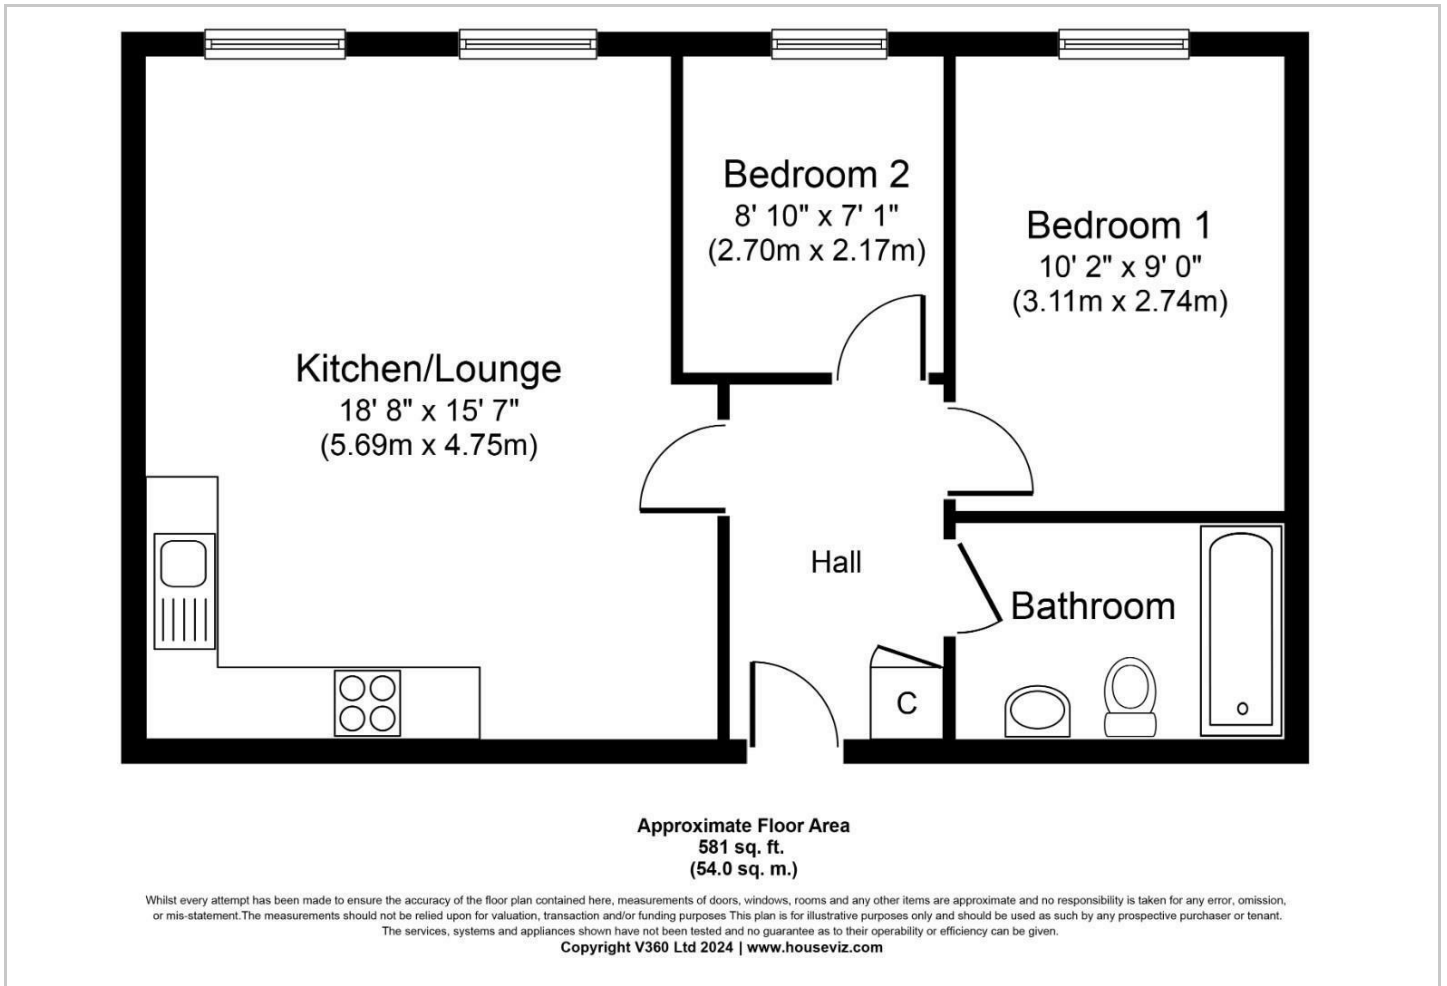 Bedroom 2
8' 10" x 7' 1"
(2.70m x 2.17m)
Bedroom 1
10' 2" x 9' 0"
(3.11m x 2.74m)
Kitchen/Lounge
18' 8" x 15' 7"
(5.69m x 4.75m)
Hall
Bathroom
C
Approximate Floor Area
581 sq. ft.
(54.0 sq. m.)
Whilst every attempt has been made to ensure the accuracy of the floor plan contained here, measurements of doors, windows, rooms and any other items are approximate and no responsibility is taken for any error, omission,
or mis-statement.The measurements should not be relied upon for valuation, transaction and/or funding purposes This plan is for illustrative purposes only and should be used as such by any prospective purchaser or tenant.
The services, systems and appliances shown have not been tested and no guarantee as to their operability or efficiency can be given.
Copyright V360 Ltd 2024 | www.houseviz.com